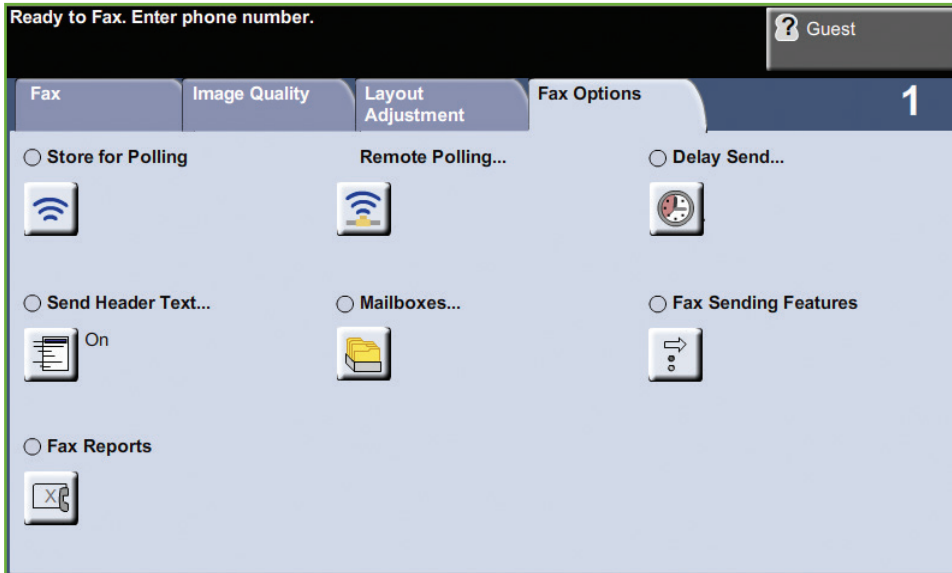 Ready to Fax. Enter phone number.
? Guest
Fax
Image Quality
Layout
Adjustment
Fax Options
1
Store for Polling
Remote Polling...
Delay Send...
Send Header Text...
On
Mailboxes...
Fax Sending Features
Fax Reports
X